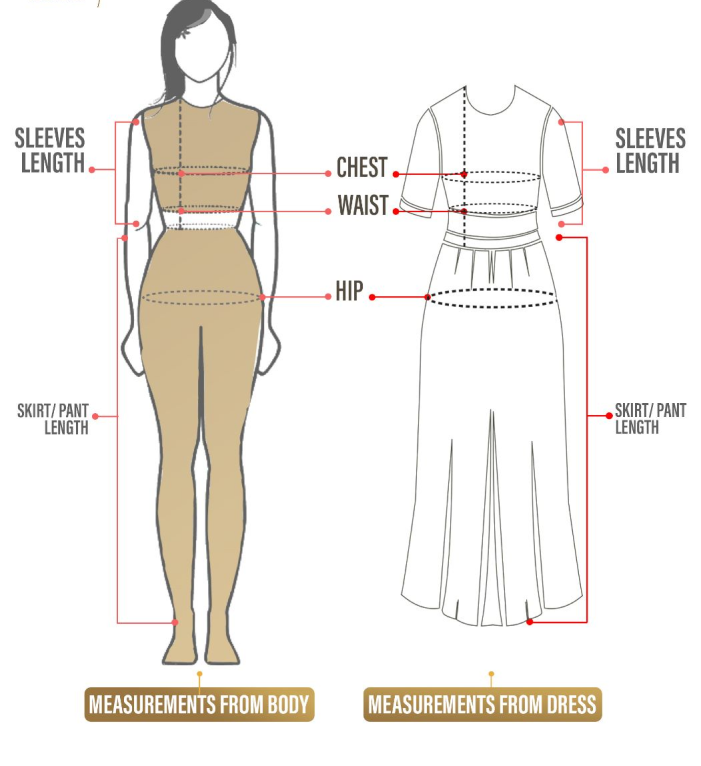 SLEEVES
LENGTH
CHEST
WAIST
HIP
SLEEVES
LENGTH
SKIRT/ PANT
LENGTH
SKIRT/ PANT
LENGTH
MEASUREMENTS FROM BODY
MEASUREMENTS FROM DRESS